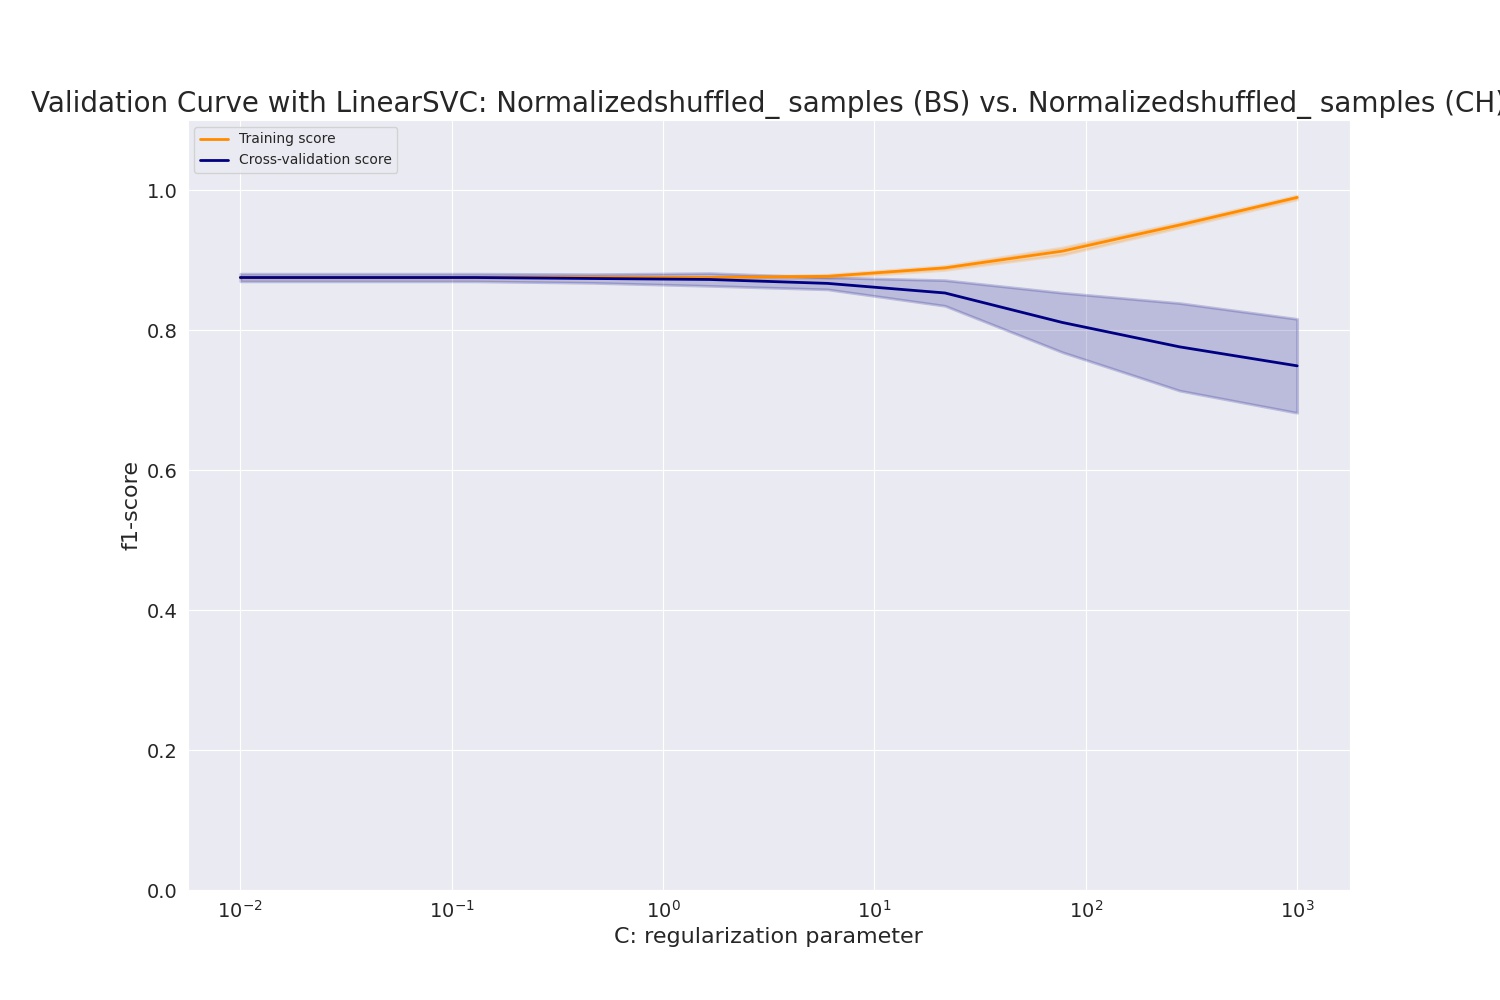 Validation Curve with LinearSVC: Normalizedshuffled_ samples (BS) vs. Normalizedshuffled_ samples (CH)
Training score
Cross-validation score
1.0
0.8
0.6
0.4
0.2
0.0
f1-score
10⁻² 10⁻¹ 10⁰ 10¹ 10² 10³
C: regularization parameter